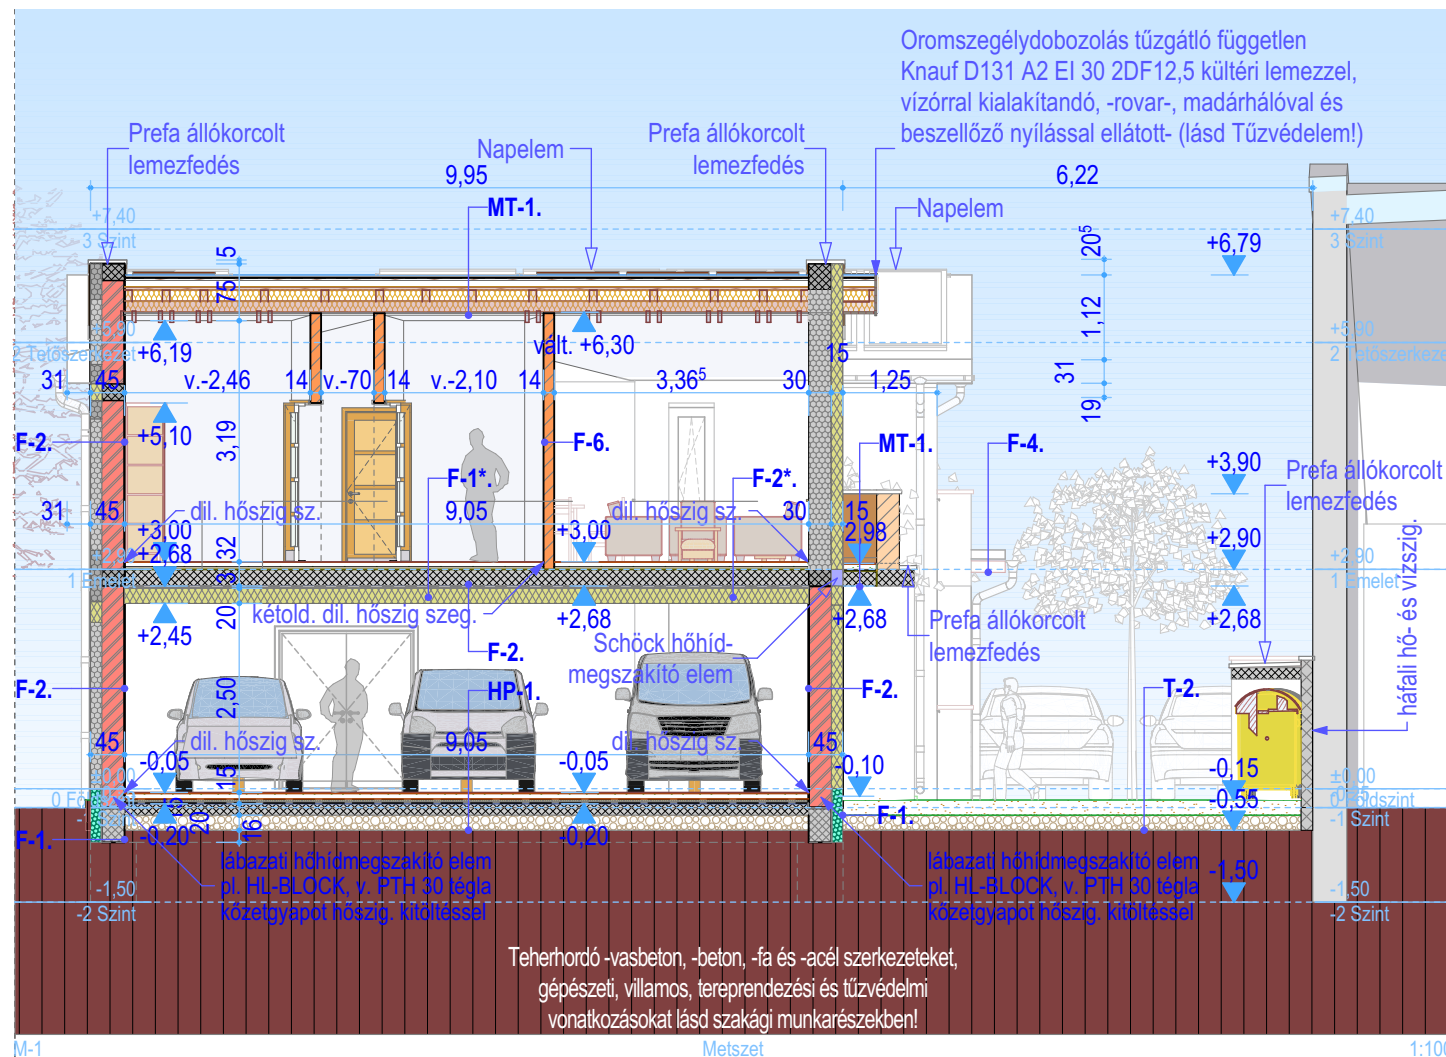 Oromszegélydobozolás tűzgátló független
Knauf D131 A2 EI 30 2DF12,5 kültéri lemezzel,
vízórral kialakítandó, -rovar-, madárhálóval és
beszellőző nyílással ellátott- (lásd Tűzvédelem!)
Prefa állókorcolt
lemezfedés
Napelem
Prefa állókorcolt
lemezfedés
9,95
6,22
MT-1.
Napelem
+7,40
3 Szint
+7,40
3 Szint
5
75
20⁵
+6,79
1,12
+5,90
2 Tetőszerkezet
+6,19
vált. +6,30
15
+5,90
2 Tetőszerkezet
31
45
v.-2,46
14
v.-70
14
v.-2,10
14
3,36⁵
30
1,25
31
19
F-2.
+5,10
3,19
F-6.
MT-1.
F-4.
+3,90
Prefa állókorcolt
lemezfedés
F-1*.
F-2*.
31
45
dil. hőszig sz.
9,05
dil. hőszig sz.
30
15
+3,00
+2,68
32
+3,00
2,98
+2,90
+2,90
1 Emelet
1 Emelet
3
20
+2,45
kétold. dil. hőszig szeg.
+2,68
+2,68
+2,68
Schöck hőhíd-
megszakító elem
Prefa állókorcolt
lemezfedés
F-2.
F-2.
HP-1.
F-2.
T-2.
háfali hő- és vízszig.
2,50
45
dil. hőszig sz.
9,05
dil. hőszig sz.
45
-0,05
15
-0,05
-0,10
-0,15
±0,00
-0,55
-1 Szint
-0,20
20
16
-0,20
F-1.
F-1.
lábazati hőhídmegszakító elem
pl. HL-BLOCK, v. PTH 30 tégla
kőzetgyapot hőszig. kitöltéssel
lábazati hőhídmegszakító elem
pl. HL-BLOCK, v. PTH 30 tégla
kőzetgyapot hőszig. kitöltéssel
-1,50
-2 Szint
-1,50
-1,50
-2 Szint
Teherhordó -vasbeton, -beton, -fa és -acél szerkezeteket,
gépészeti, villamos, tereprendezési és tűzvédelmi
vonatkozásokat lásd szakági munkarészekben!
M-1
Metszet
1:100